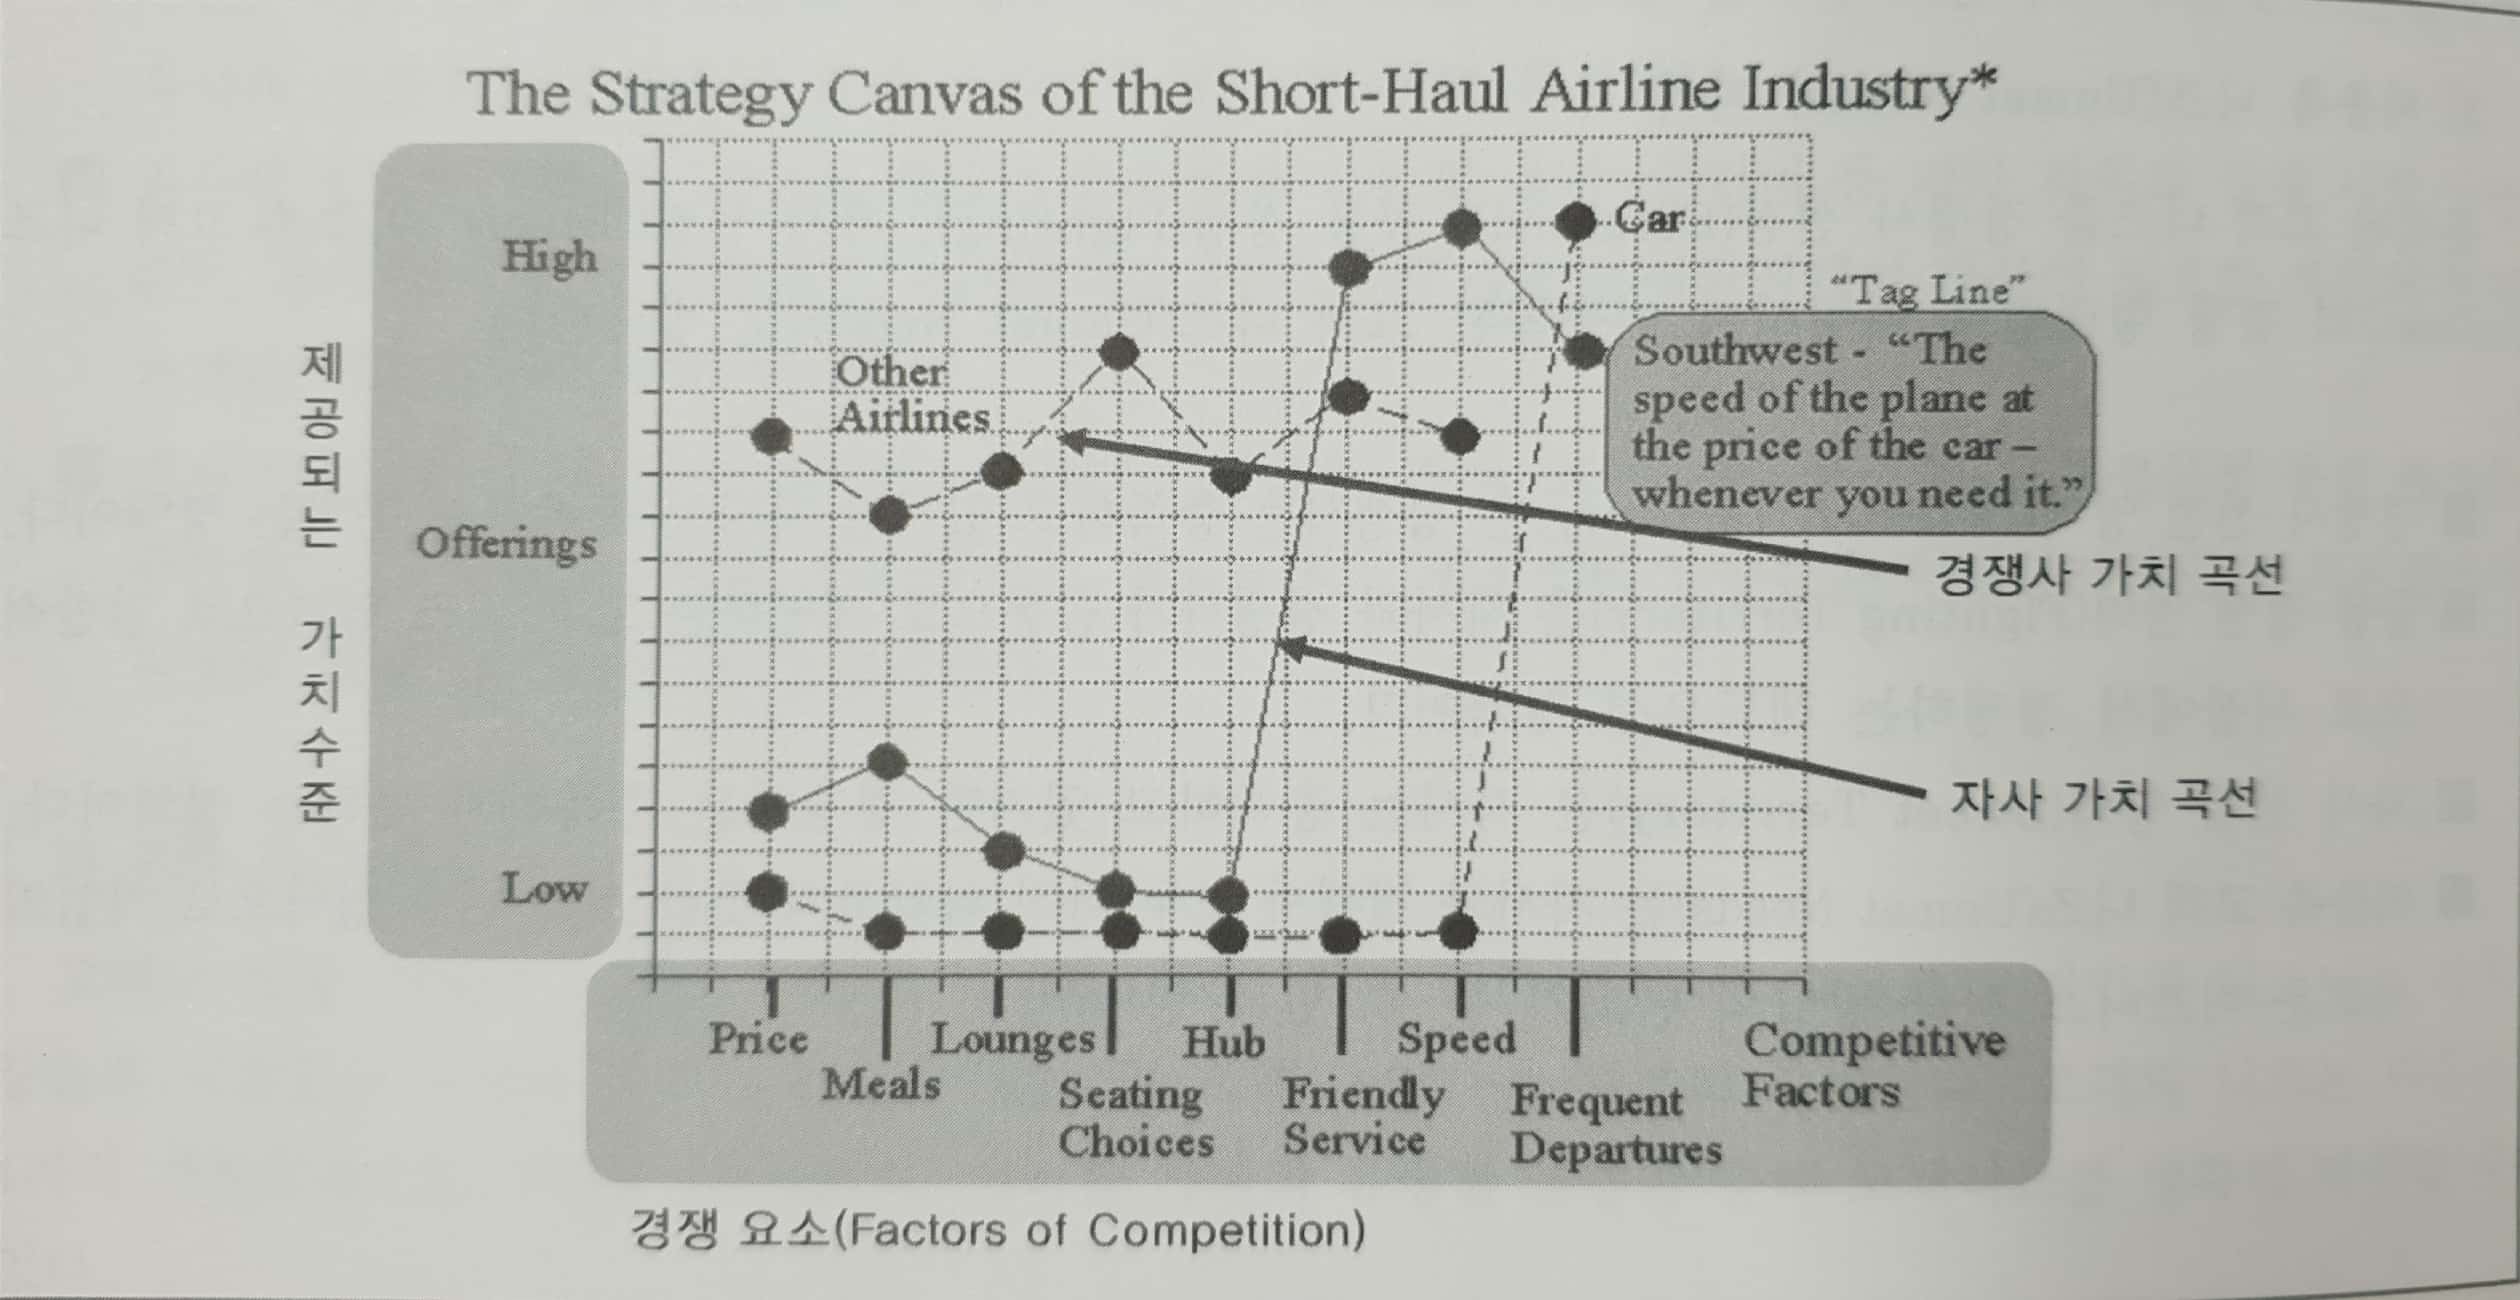 The Strategy Canvas of the Short-Haul Airline Industry*
High
Offerings
Low
제공되는 가치수준
Other
Airlines
Car
“Tag Line”
Southwest - “The
speed of the plane at
the price of the car –
whenever you need it.”
경쟁사 가치 곡선
자사 가치 곡선
Price
Meals
Lounges
Seating
Choices
Hub
Friendly
Service
Speed
Frequent
Departures
Competitive
Factors
경쟁 요소(Factors of Competition)